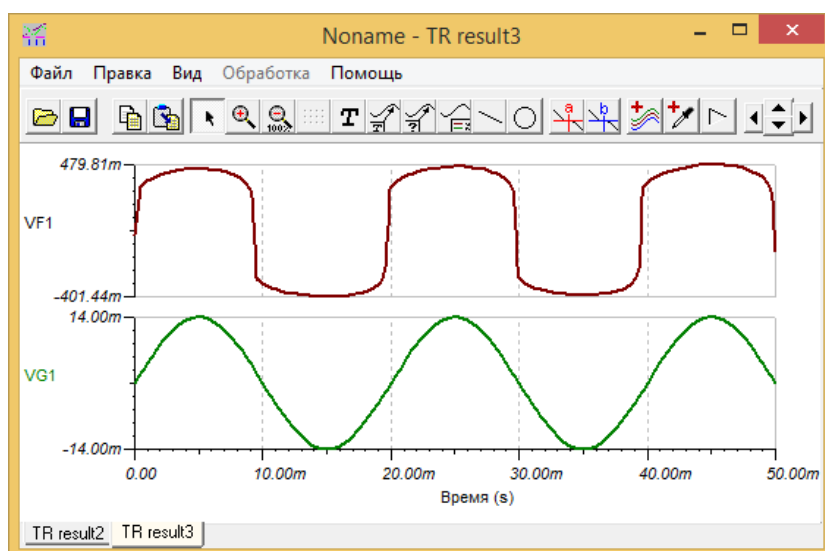 Noname - TR result3
Файл Правка Вид Обработка Помощь
100% T T ? a b
479.81m
VF1
-401.44m
14.00m
VG1
-14.00m
0.00 10.00m 20.00m 30.00m 40.00m 50.00m
Время (s)
TR result2 TR result3